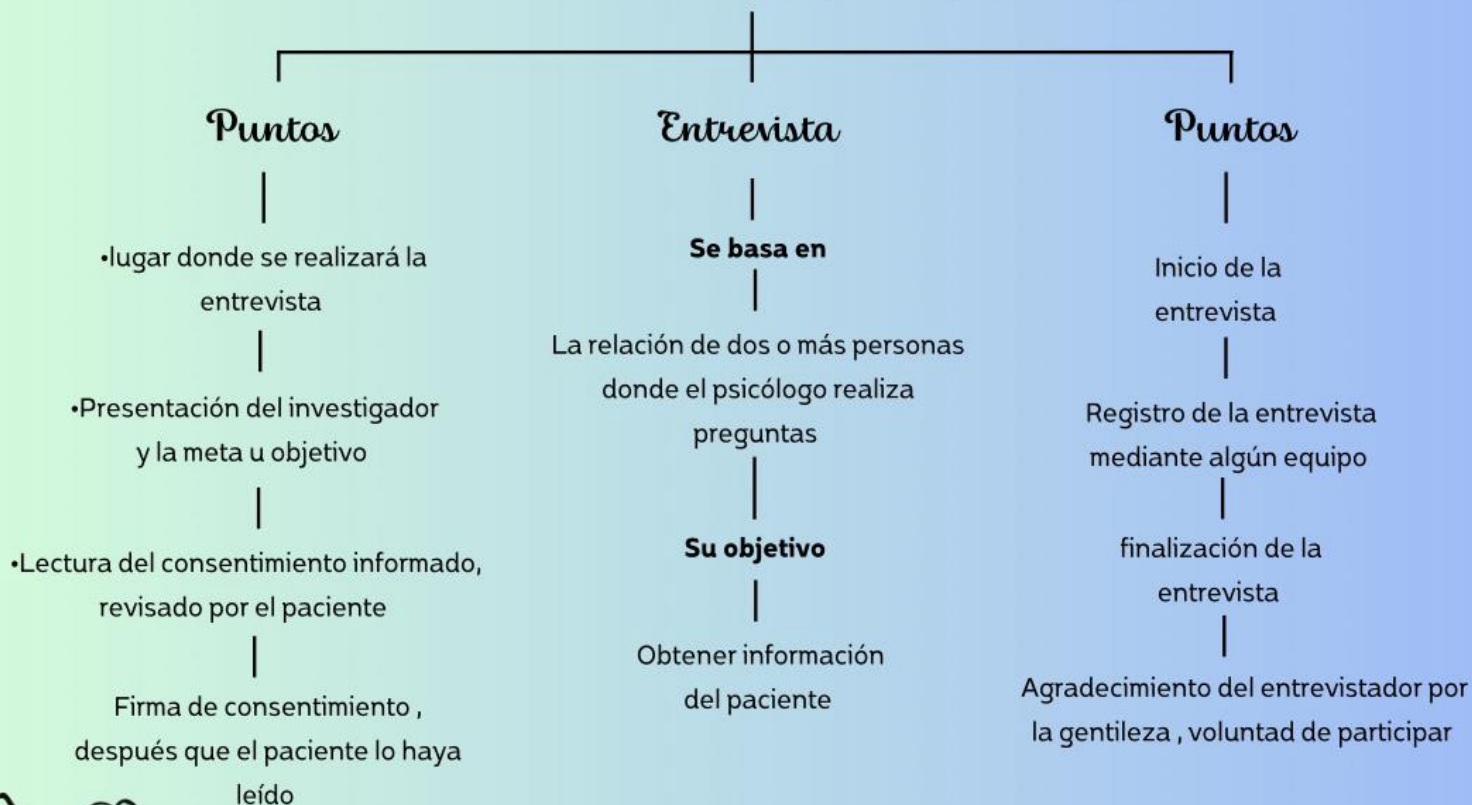 Puntos
•lugar donde se realizará la
entrevista
•Presentación del investigador
y la meta u objetivo
•Lectura del consentimiento informado,
revisado por el paciente
Firma de consentimiento ,
después que el paciente lo haya
leído
Entrevista
Se basa en
La relación de dos o más personas
donde el psicólogo realiza
preguntas
Su objetivo
Obtener información
del paciente
Puntos
Inicio de la
entrevista
Registro de la entrevista
mediante algún equipo
finalización de la
entrevista
Agradecimiento del entrevistador por
la gentileza , voluntad de participar